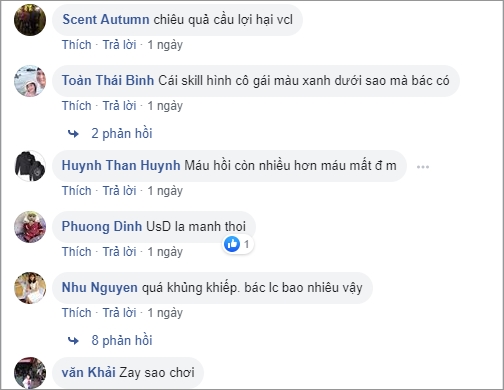 Scent Autumn chiêu quả cầu lợi hại vcl
Thích · Trả lời · 1 ngày
Toàn Thái Bình Cái skill hình cô gái màu xanh dưới sao mà bác có
Thích · Trả lời · 1 ngày
2 phản hồi
Huynh Than Huynh Máu hồi còn nhiều hơn máu mất đ m
Thích · Trả lời · 1 ngày
Phuong Dinh UsD la manh thoi
1
Thích · Trả lời · 1 ngày
Nhu Nguyen quá khủng khiếp. bác lc bao nhiêu vậy
Thích · Trả lời · 1 ngày
8 phản hồi
văn Khải Zay sao chơi